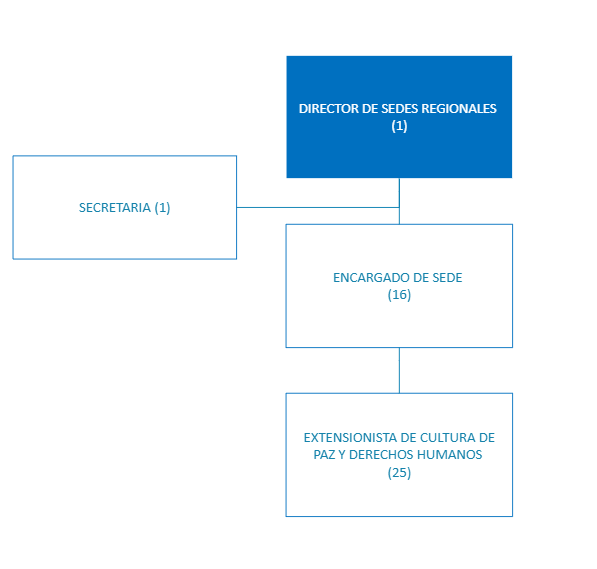 DIRECTOR DE SEDES REGIONALES
(1)
SECRETARIA (1)
ENCARGADO DE SEDE
(16)
EXTENSIONISTA DE CULTURA DE
PAZ Y DERECHOS HUMANOS
(25)